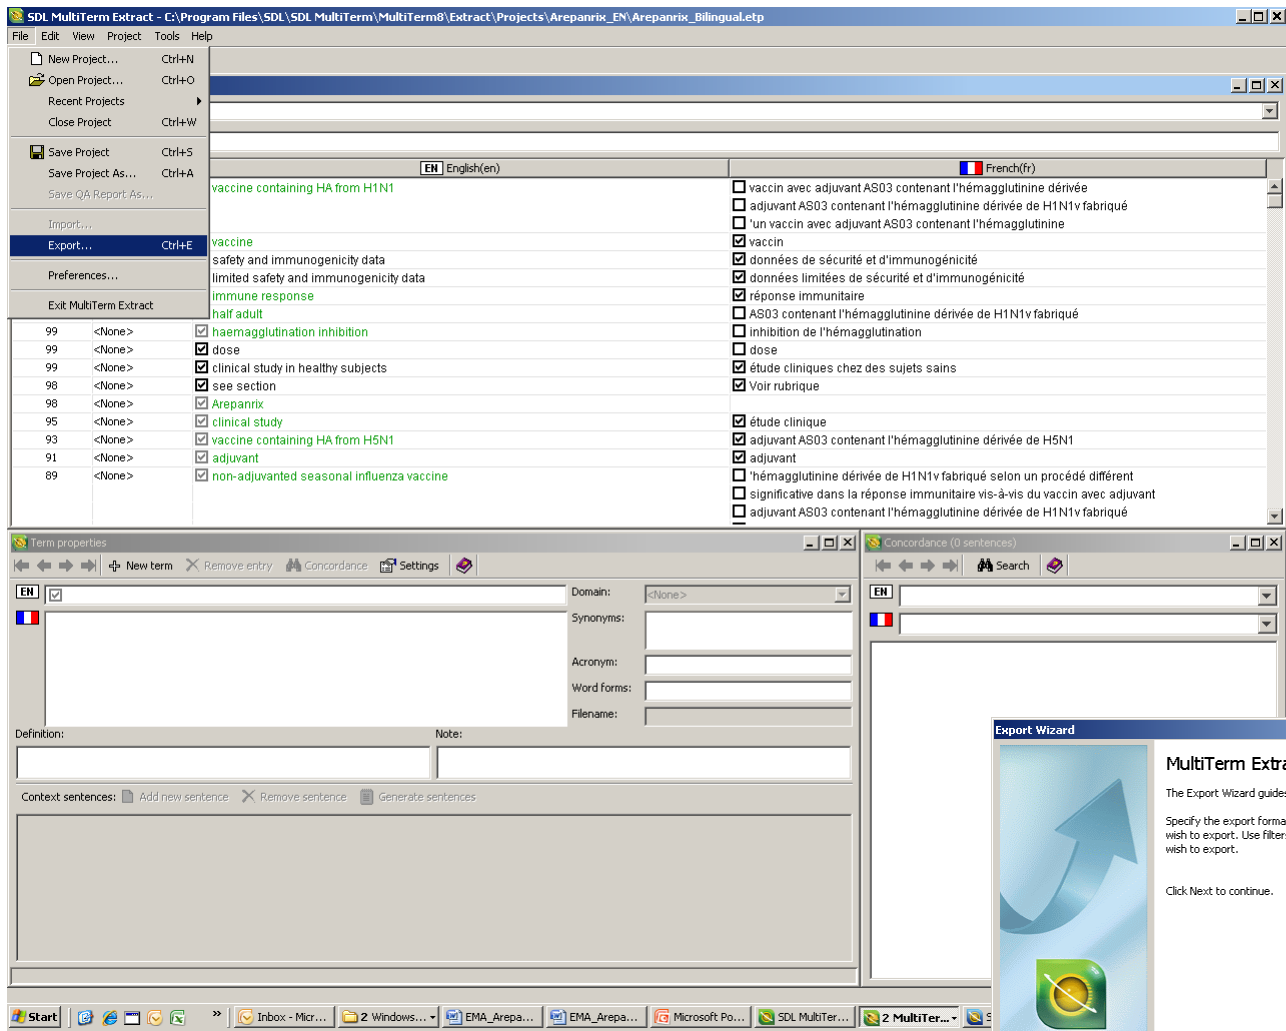 SDL MultiTerm Extract - C:\Program Files\SDL\SDL MultiTerm\MultiTerm8\Extract\Projects\Arepanrix_EN\Arepanrix_Bilingual.etp
File Edit View Project Tools Help
New Project... Ctrl+N
Open Project... Ctrl+O
Recent Projects
Close Project Ctrl+W
Save Project Ctrl+S
Save Project As... Ctrl+A
Save QA Report As...
Import...
Export... Ctrl+E
Preferences...
Exit MultiTerm Extract
EN English(en) French(fr)
vaccine containing HA from H1N1 vaccin avec adjuvant AS03 contenant l'hémagglutinine dérivée
adjuvant AS03 contenant l'hémagglutinine dérivée de H1N1v fabriqué
'un vaccin avec adjuvant AS03 contenant l'hémagglutinine
vaccine vaccin
safety and immunogenicity data données de sécurité et d'immunogénicité
limited safety and immunogenicity data données limitées de sécurité et d'immunogénicité
immune response réponse immunitaire
half adult AS03 contenant l'hémagglutinine dérivée de H1N1v fabriqué
99 <None> haemagglutination inhibition inhibition de l'hémagglutination
99 <None> dose dose
99 <None> clinical study in healthy subjects étude cliniques chez des sujets sains
98 <None> see section Voir rubrique
98 <None> Arepanrix
95 <None> clinical study étude clinique
93 <None> vaccine containing HA from H5N1 adjuvant AS03 contenant l'hémagglutinine dérivée de H5N1
91 <None> adjuvant adjuvant
89 <None> non-adjuvanted seasonal influenza vaccine 'hémagglutinine dérivée de H1N1v fabriqué selon un procédé différent
significative dans la réponse immunitaire vis-à-vis du vaccin avec adjuvant
adjuvant AS03 contenant l'hémagglutinine dérivée de H1N1v fabriqué
Term properties
New term Remove entry Concordance Settings
EN
Domain: <None>
Synonyms:
Acronym:
Word forms:
Filename:
Definition: Note:
Context sentences: Add new sentence Remove sentence Generate sentences
Concordance (0 sentences)
Search
EN
Export Wizard
MultiTerm Extra
The Export Wizard guides
Specify the export forma
wish to export. Use filter
wish to export.
Click Next to continue.
Start » Inbox - Micr... 2 Windows... EMA_Arepa... EMA_Arepa... Microsoft Po... SDL MultiTer... 2 MultiTer... S